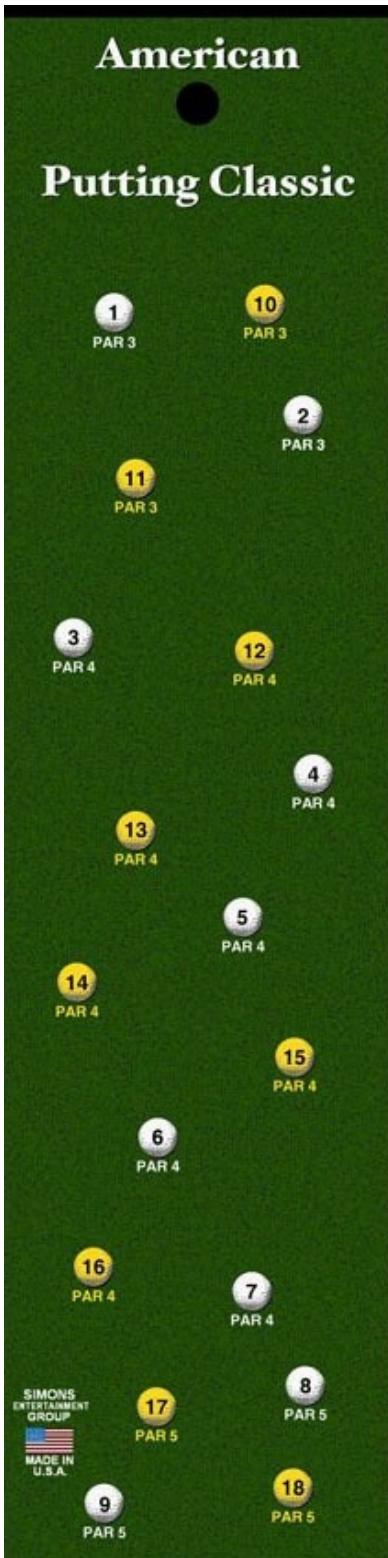 American
Putting Classic
1
PAR 3
10
PAR 3
2
PAR 3
11
PAR 3
3
PAR 4
12
PAR 4
4
PAR 4
13
PAR 4
5
PAR 4
14
PAR 4
15
PAR 4
6
PAR 4
16
PAR 4
7
PAR 4
8
PAR 5
17
PAR 5
SIMONS
ENTERTAINMENT
GROUP
MADE IN
U.S.A.
18
PAR 5
9
PAR 5